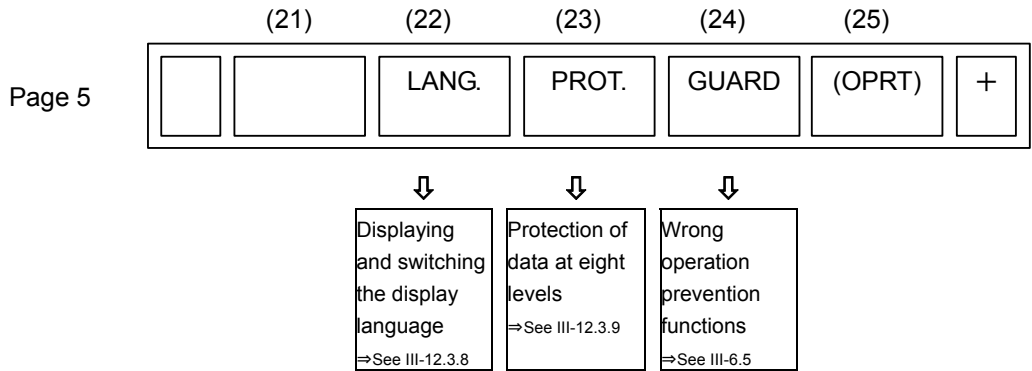 (21) (22) (23) (24) (25)
Page 5
LANG. PROT. GUARD (OPRT) +
Displaying
and switching
the display
language
⇒See III-12.3.8
Protection of
data at eight
levels
⇒See III-12.3.9
Wrong
operation
prevention
functions
⇒See III-6.5